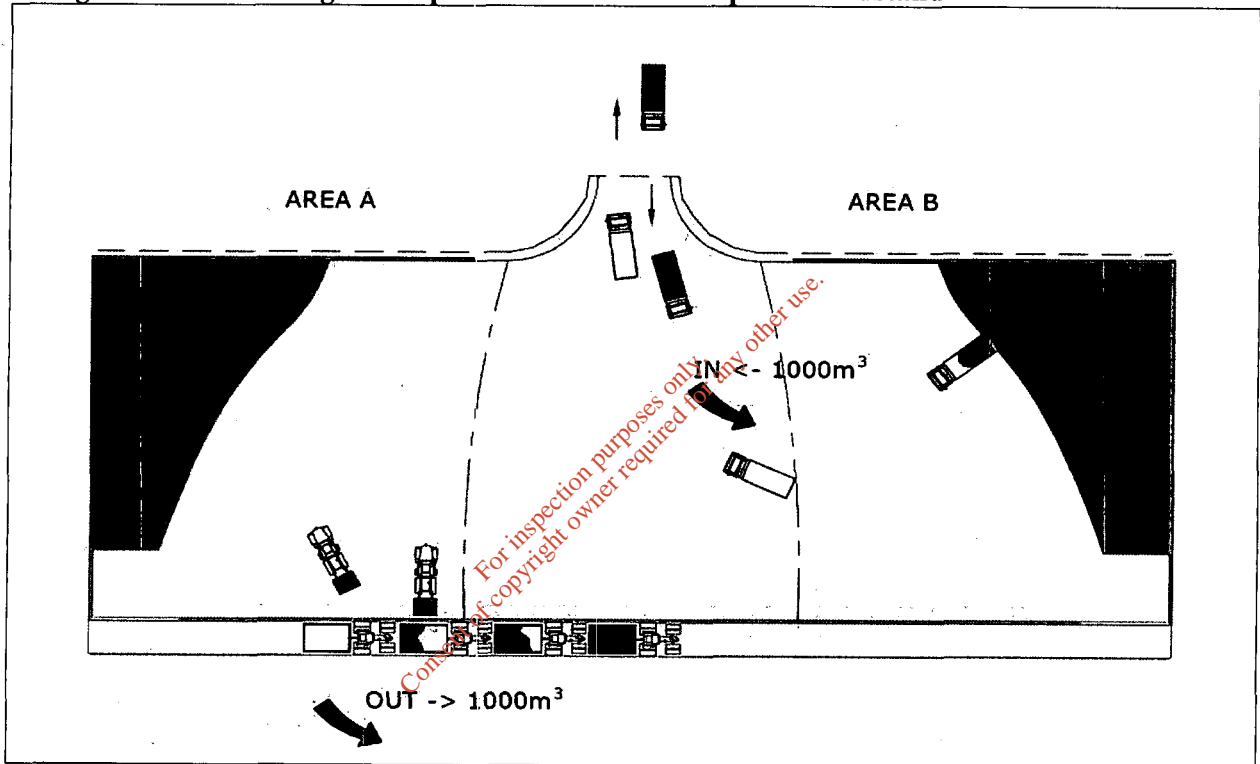 AREA A
AREA B
IN <- 1000m³
For inspection purposes only.
Consent of copyright owner required for any other use.
OUT -> 1000m³